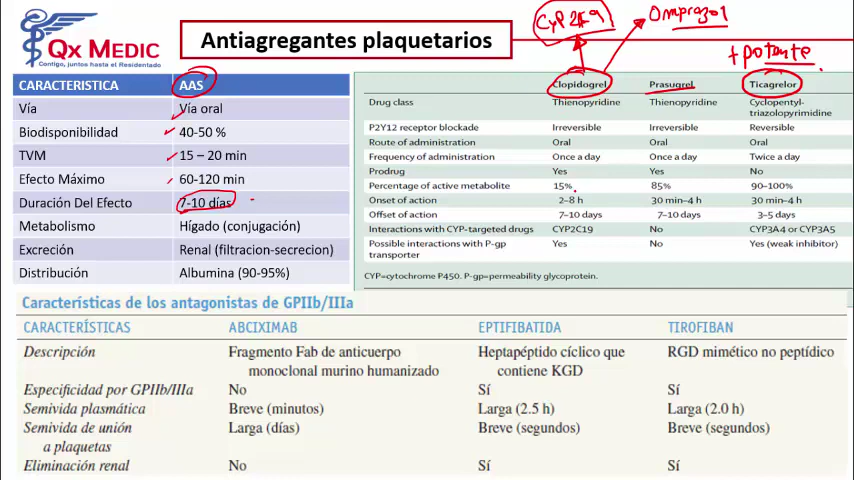 Qx MEDIC
Contigo, juntos hasta el Residentado
Antiagregantes plaquetarios
Omprazol
+ potente
CARACTERISTICA AAS
Vía Vía oral
Biodisponibilidad 40-50 %
TVM 15 – 20 min
Efecto Máximo 60-120 min
Duración Del Efecto 7-10 días
Metabolismo Hígado (conjugación)
Excreción Renal (filtracion-secrecion)
Distribución Albumina (90-95%)
Clopidogrel Prasugrel Ticagrelor
Drug class Thienopyridine Thienopyridine Cyclopentyl-
triazolopyrimidine
P2Y12 receptor blockade Irreversible Irreversible Reversible
Route of administration Oral Oral Oral
Frequency of administration Once a day Once a day Twice a day
Prodrug Yes Yes No
Percentage of active metabolite 15% 85% 90–100%
Onset of action 2–8 h 30 min–4 h 30 min–4 h
Offset of action 7–10 days 7–10 days 3–5 days
Interactions with CYP-targeted drugs CYP2C19 No CYP3A4 or CYP3A5
Possible interactions with P-gp Yes No Yes (weak inhibitor)
transporter
CYP=cytochrome P450. P-gp=permeability glycoprotein.
Características de los antagonistas de GPIIb/IIIa
CARACTERÍSTICAS ABCIXIMAB EPTIFIBATIDA TIROFIBAN
Descripción Fragmento Fab de anticuerpo Heptapéptido cíclico que RGD mimético no peptídico
monoclonal murino humanizado contiene KGD
Especificidad por GPIIb/IIIa No Sí Sí
Semivida plasmática Breve (minutos) Larga (2.5 h) Larga (2.0 h)
Semivida de unión Larga (días) Breve (segundos) Breve (segundos)
a plaquetas
Eliminación renal No Sí Sí